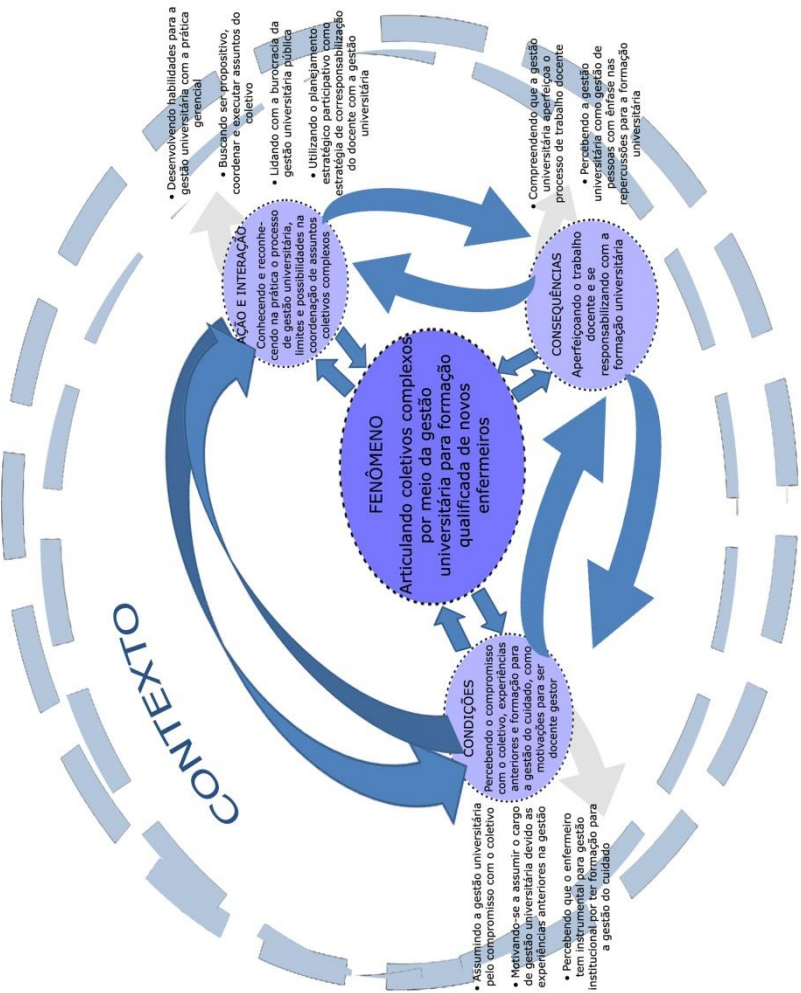 CONTEXTO
FENÔMENO
Articulando coletivos complexos
por meio da gestão
universitária para formação
qualificada de novos
enfermeiros
CONDIÇÕES
Percebendo o compromisso
com o coletivo, experiências
anteriores e formação para
a gestão do cuidado, como
motivações para ser
docente gestor
• Assumindo a gestão universitária
pelo compromisso com o coletivo
• Motivando-se a assumir o cargo
de gestão universitária devido as
experiências anteriores na gestão
• Percebendo que o enfermeiro
tem instrumental para gestão
institucional por ter formação para
a gestão do cuidado
AÇÃO E INTERAÇÃO
Conhecendo e reconhe-
cendo na prática o processo
de gestão universitária,
limites e possibilidades na
coordenação de assuntos
coletivos complexos
• Desenvolvendo habilidades para a
gestão universitária com a prática
gerencial
• Buscando ser propositivo,
coordenar e executar assuntos do
coletivo
• Lidando com a burocracia da
gestão universitária pública
• Utilizando o planejamento
estratégico participativo como
estratégia de corresponsabilização
do docente com a gestão
universitária
CONSEQUÊNCIAS
Aperfeiçoando o trabalho
docente e se
responsabilizando com a
formação universitária
• Compreendendo que a gestão
universitária aperfeiçoa o
processo de trabalho docente
• Percebendo a gestão
universitária como gestão de
pessoas com ênfase nas
repercussões para a formação
universitária